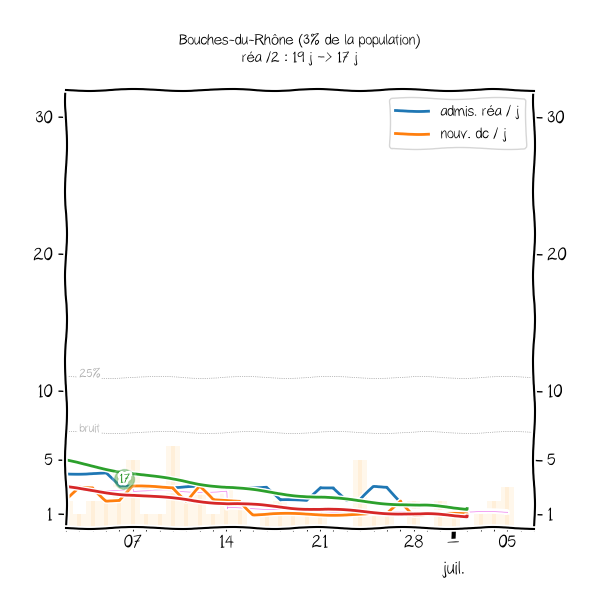 Bouches-du-Rhône (3% de la population)
réa /2 : 19 j -> 17 j
admis. réa / j
nouv. dc / j
30
30
20
20
25%
10
10
bruit
5
5
17
1
1
07
14
21
28
05
juil.